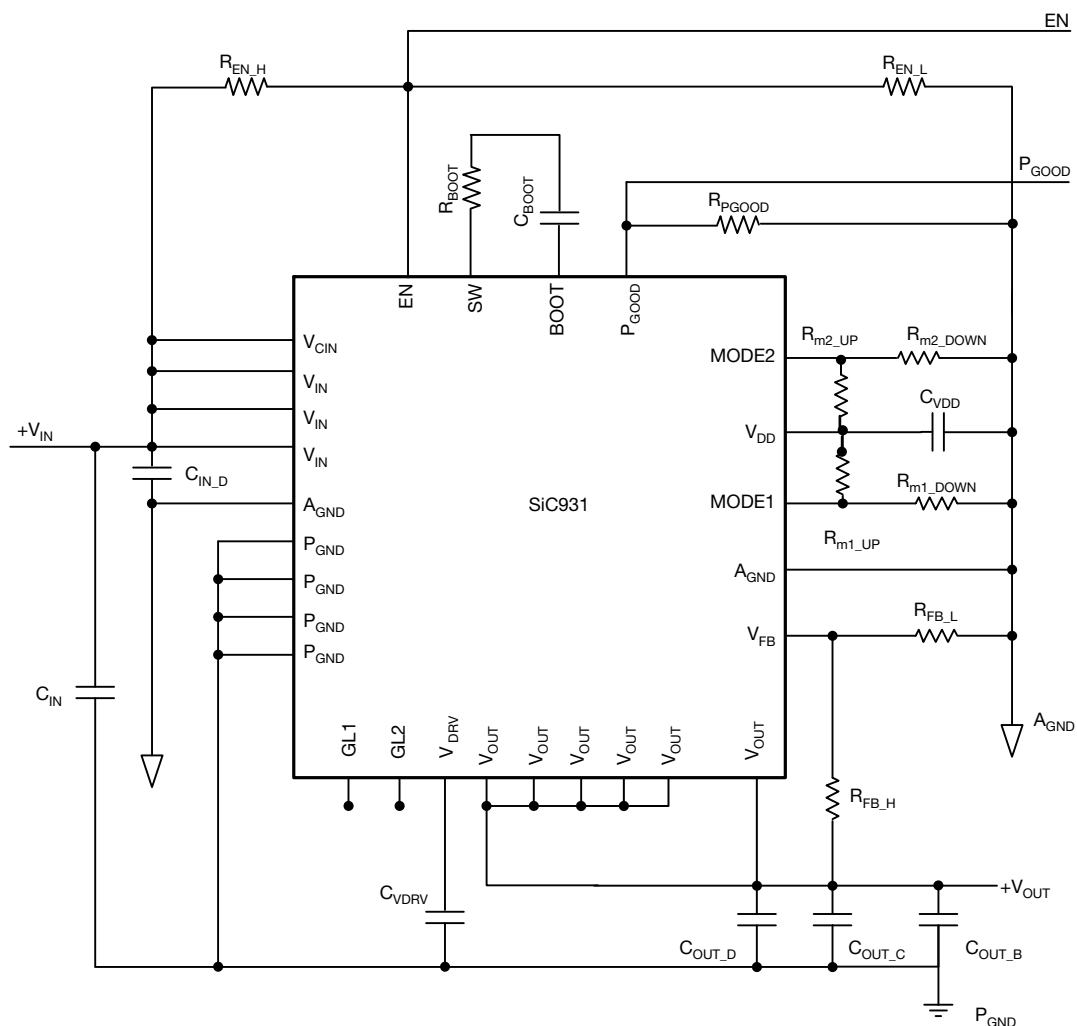 EN
R_EN_H
R_EN_L
R_BOOT
C_BOOT
P_GOOD
R_PGOOD
EN
SW
BOOT
P_GOOD
V_CIN
V_IN
V_IN
+V_IN
V_IN
C_IN_D
A_GND
P_GND
P_GND
P_GND
P_GND
C_IN
SiC931
MODE2
R_m2_UP
R_m2_DOWN
C_VDD
V_DD
R_m1_DOWN
MODE1
R_m1_UP
A_GND
R_FB_L
V_FB
A_GND
GL1
GL2
V_DRV
V_OUT
V_OUT
V_OUT
V_OUT
V_OUT
V_OUT
R_FB_H
C_VDRV
+V_OUT
C_OUT_D
C_OUT_C
C_OUT_B
P_GND